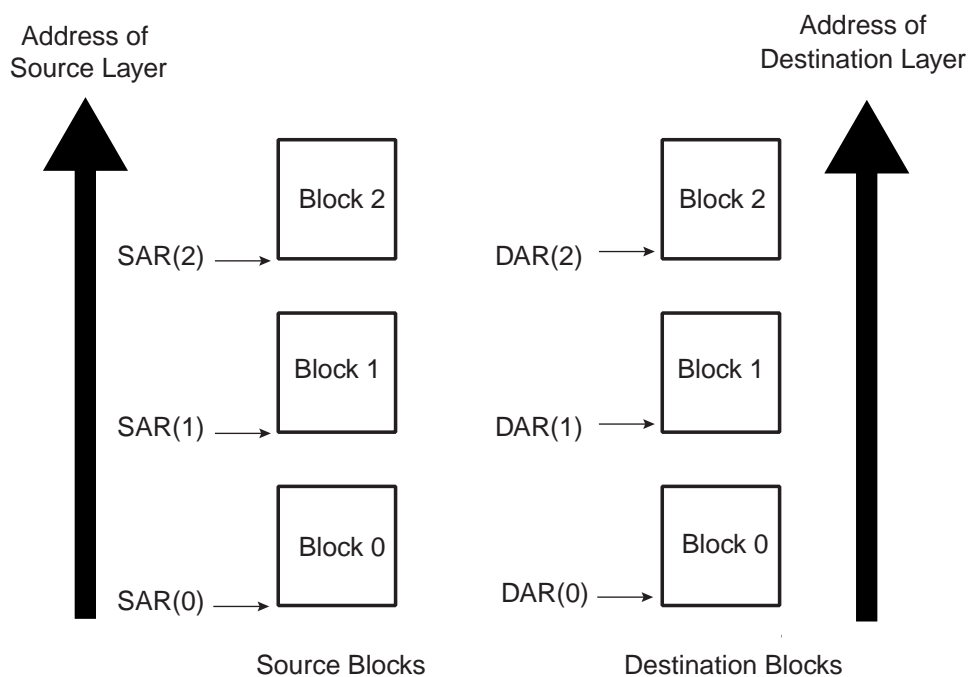 Address of
Source Layer
Address of
Destination Layer
Block 2
Block 2
SAR(2)
DAR(2)
Block 1
Block 1
SAR(1)
DAR(1)
Block 0
Block 0
SAR(0)
DAR(0)
Source Blocks
Destination Blocks